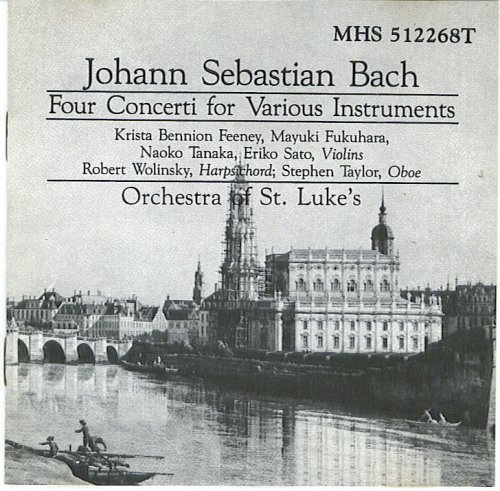 MHS 512268T
Johann Sebastian Bach
Four Concerti for Various Instruments
Krista Bennion Feeney, Mayuki Fukuhara,
Naoko Tanaka, Eriko Sato, Violins
Robert Wolinsky, Harpsichord; Stephen Taylor, Oboe
Orchestra of St. Luke's